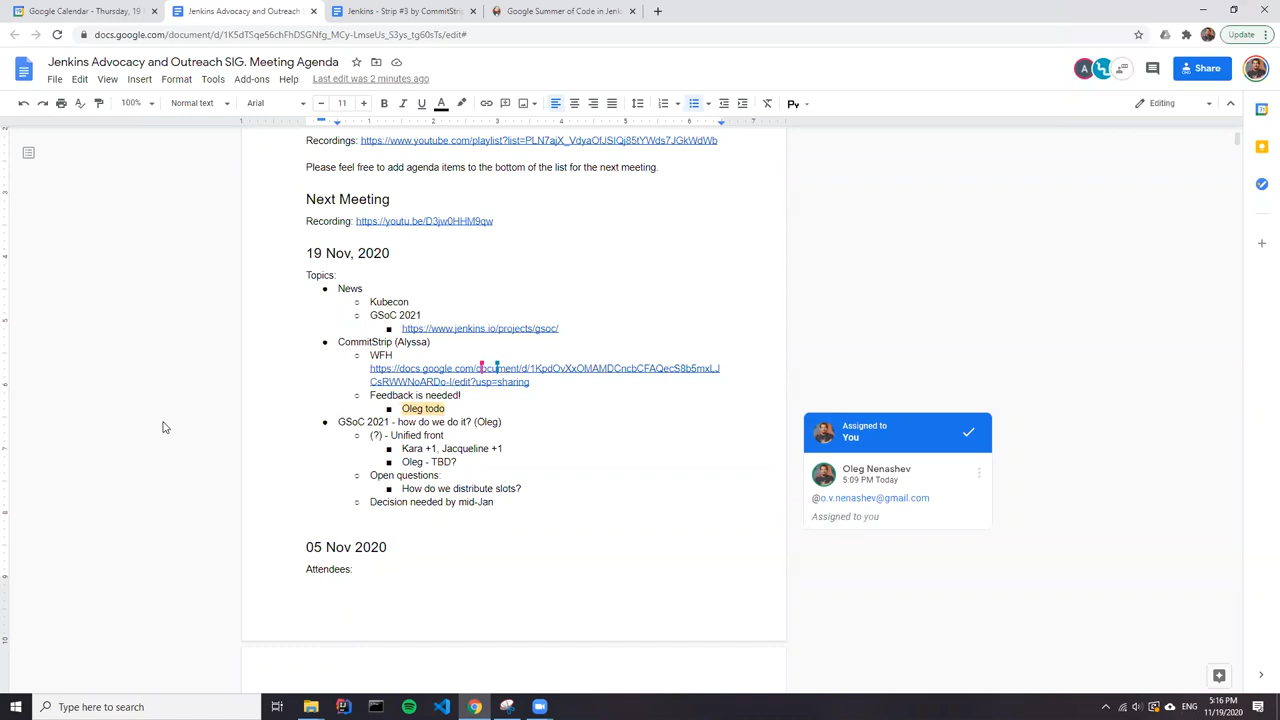 Google Calendar - Thursday, 19 N
Jenkins Advocacy and Outreach S
Jenkins - Strip #3 by CommitStrip
Google Summer of Code in Jenkin
docs.google.com/document/d/1K5dTSqe56chFhDSGNfg_MCy-LmseUs_S3ys_tg60sTs/edit#
Update
Jenkins Advocacy and Outreach SIG. Meeting Agenda
File Edit View Insert Format Tools Add-ons Help Last edit was 2 minutes ago
A
Share
100% Normal text Arial 11 Editing
Recordings: https://www.youtube.com/playlist?list=PLN7ajX_VdyaOfJSIQj85tYWds7JGkWdWb
Please feel free to add agenda items to the bottom of the list for the next meeting.
Next Meeting
Recording: https://youtu.be/D3jw0HHM9qw
19 Nov, 2020
Topics:
● News
○ Kubecon
○ GSoC 2021
■ https://www.jenkins.io/projects/gsoc/
● CommitStrip (Alyssa)
○ WFH
https://docs.google.com/document/d/1KpdOvXxOMAMDCncbCFAQecS8b5mxLJ
CsRWWNoARDo-I/edit?usp=sharing
○ Feedback is needed!
■ Oleg todo
● GSoC 2021 - how do we do it? (Oleg)
○ (?) - Unified front
■ Kara +1, Jacqueline +1
■ Oleg - TBD?
○ Open questions:
■ How do we distribute slots?
○ Decision needed by mid-Jan
05 Nov 2020
Attendees:
Assigned to
You
Oleg Nenashev
5:09 PM Today
@o.v.nenashev@gmail.com
Assigned to you
Type here to search
ENG
5:16 PM
11/19/2020